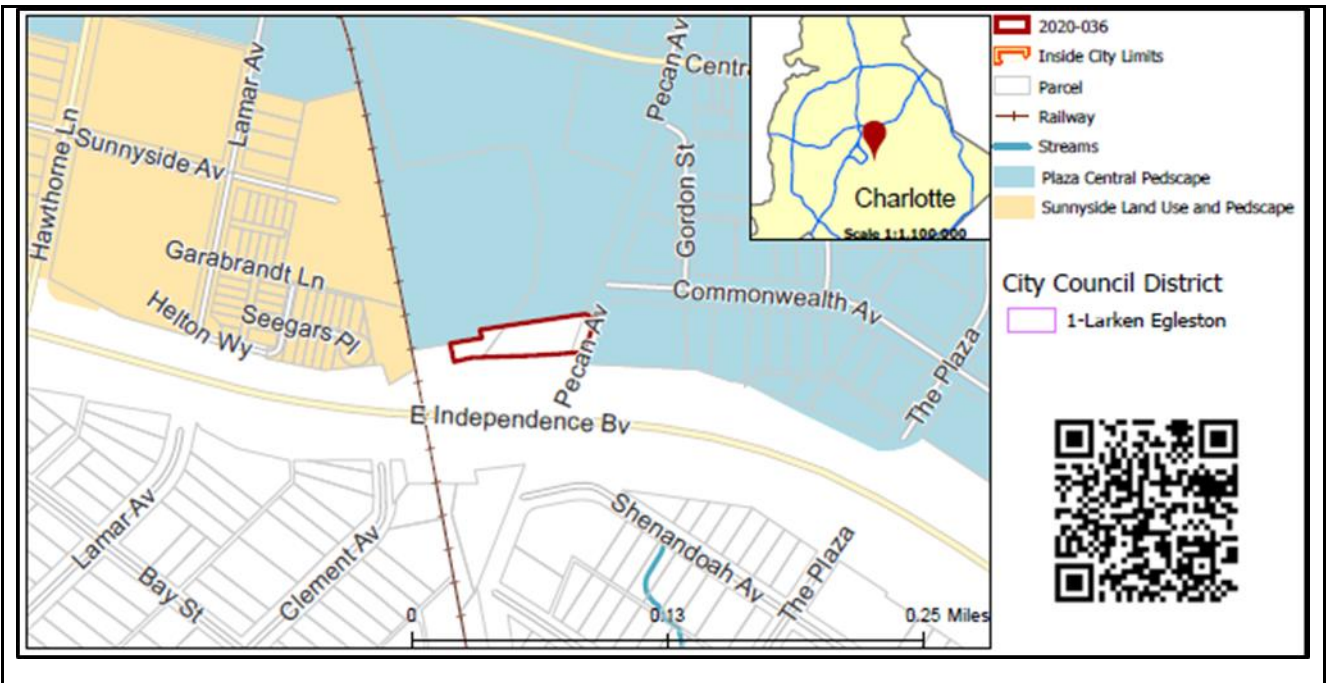 Hawthorne Ln
Sunnyside Av
Lamar Av
Garabrandt Ln
Helton Wy
Seegars Pl
Pecan Av
Centr
Gordon St
Commonwealth Av
Pecan Av
The Plaza
E Independence Bv
Lamar Av
Bay St
Clement Av
Shenandoah Av
The Plaza
0
0.13
0.25 Miles
Charlotte
Scale 1:1,100,000
2020-036
Inside City Limits
Parcel
Railway
Streams
Plaza Central Pedscape
Sunnyside Land Use and Pedscape
City Council District
1-Larken Egleston